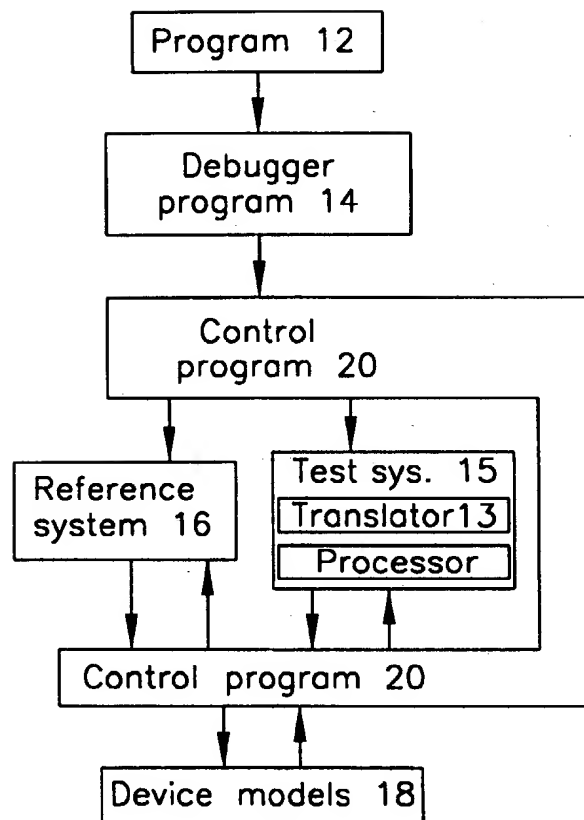 Program 12
Debugger
program 14
Control
program 20
Reference
system 16
Test sys. 15
Translator13
Processor
Control program 20
Device models 18